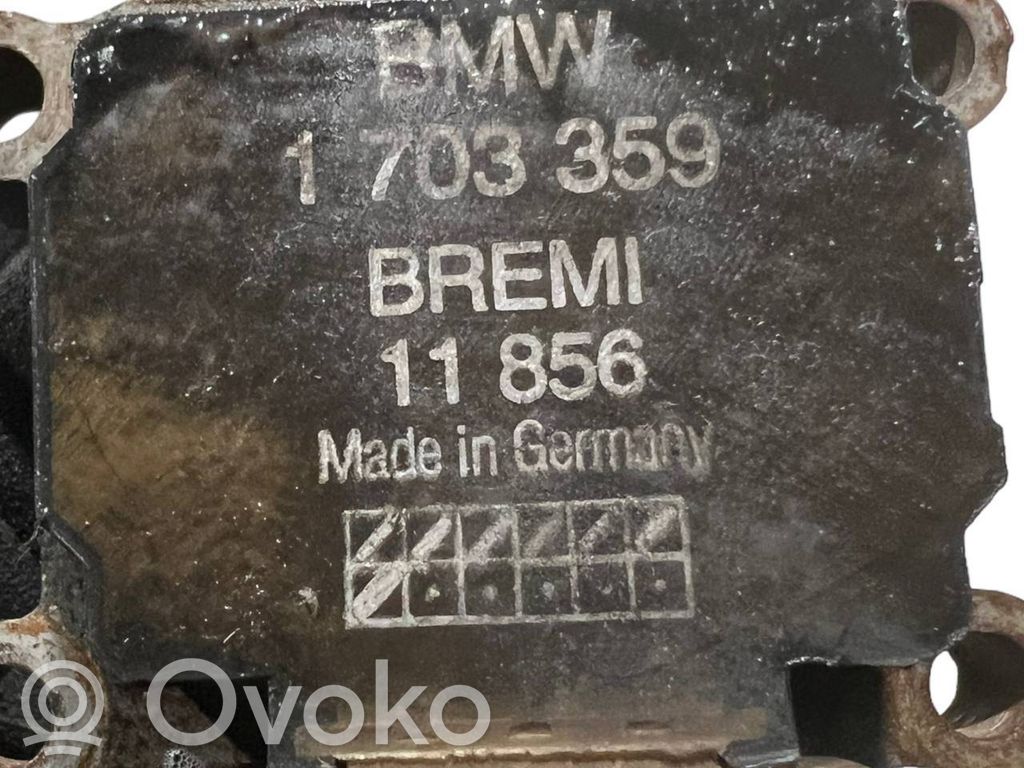 BMW
1 703 359
BREMI
11 856
Made in Germany
Ovoko